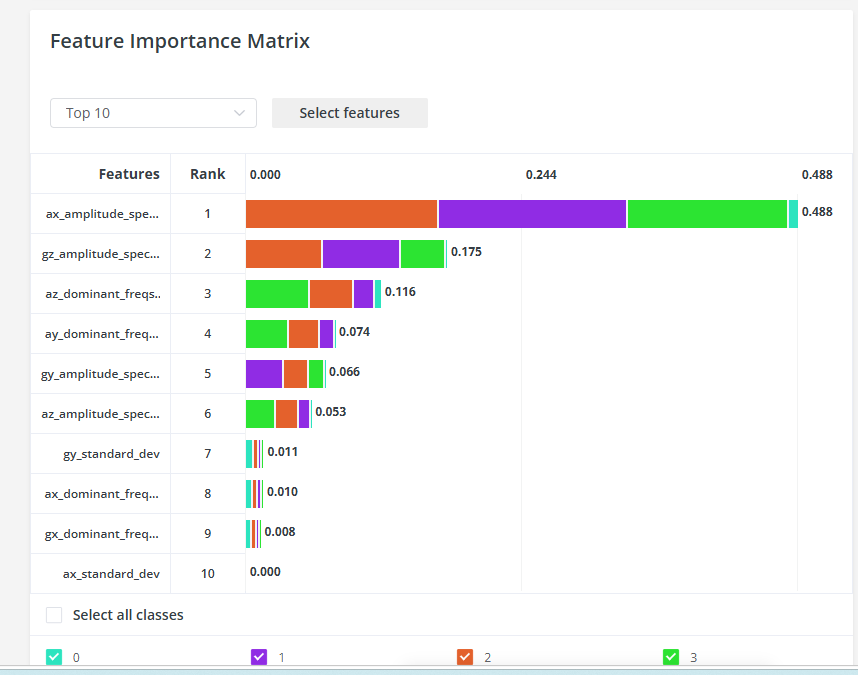 Feature Importance Matrix
Top 10
Select features
Features Rank 0.000 0.244 0.488
ax_amplitude_spe... 1 0.488
gz_amplitude_spec... 2 0.175
az_dominant_freqs.. 3 0.116
ay_dominant_freq... 4 0.074
gy_amplitude_spec... 5 0.066
az_amplitude_spec... 6 0.053
gy_standard_dev 7 0.011
ax_dominant_freq... 8 0.010
gx_dominant_freq... 9 0.008
ax_standard_dev 10 0.000
Select all classes
0 1 2 3